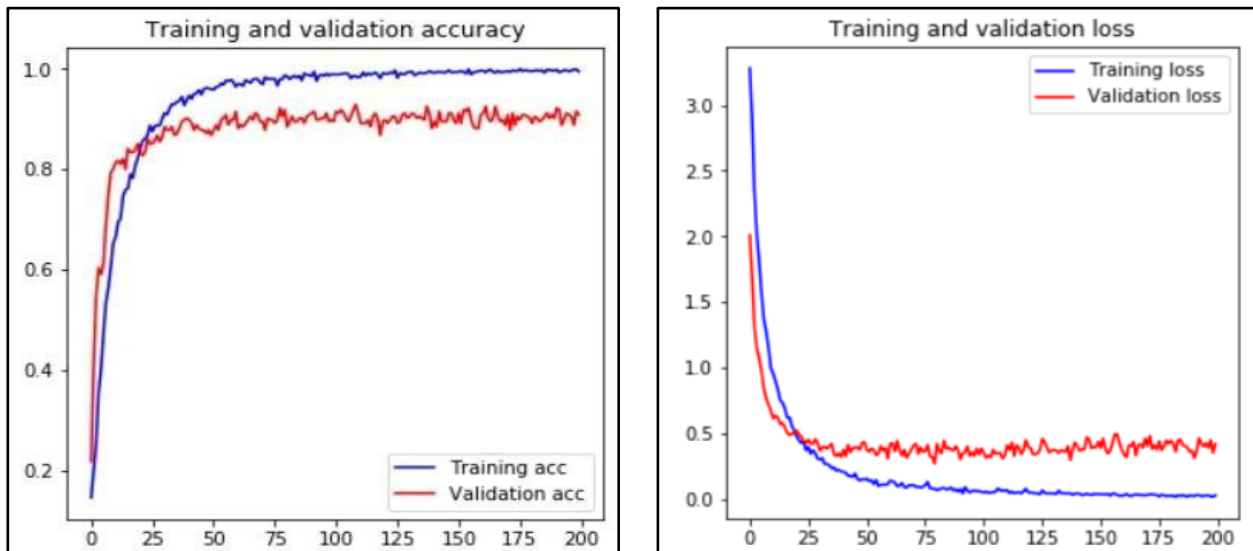 Training and validation accuracy
1.0
0.8
0.6
0.4
0.2
Training acc
Validation acc
0 25 50 75 100 125 150 175 200
Training and validation loss
Training loss
Validation loss
3.0
2.5
2.0
1.5
1.0
0.5
0.0
0 25 50 75 100 125 150 175 200